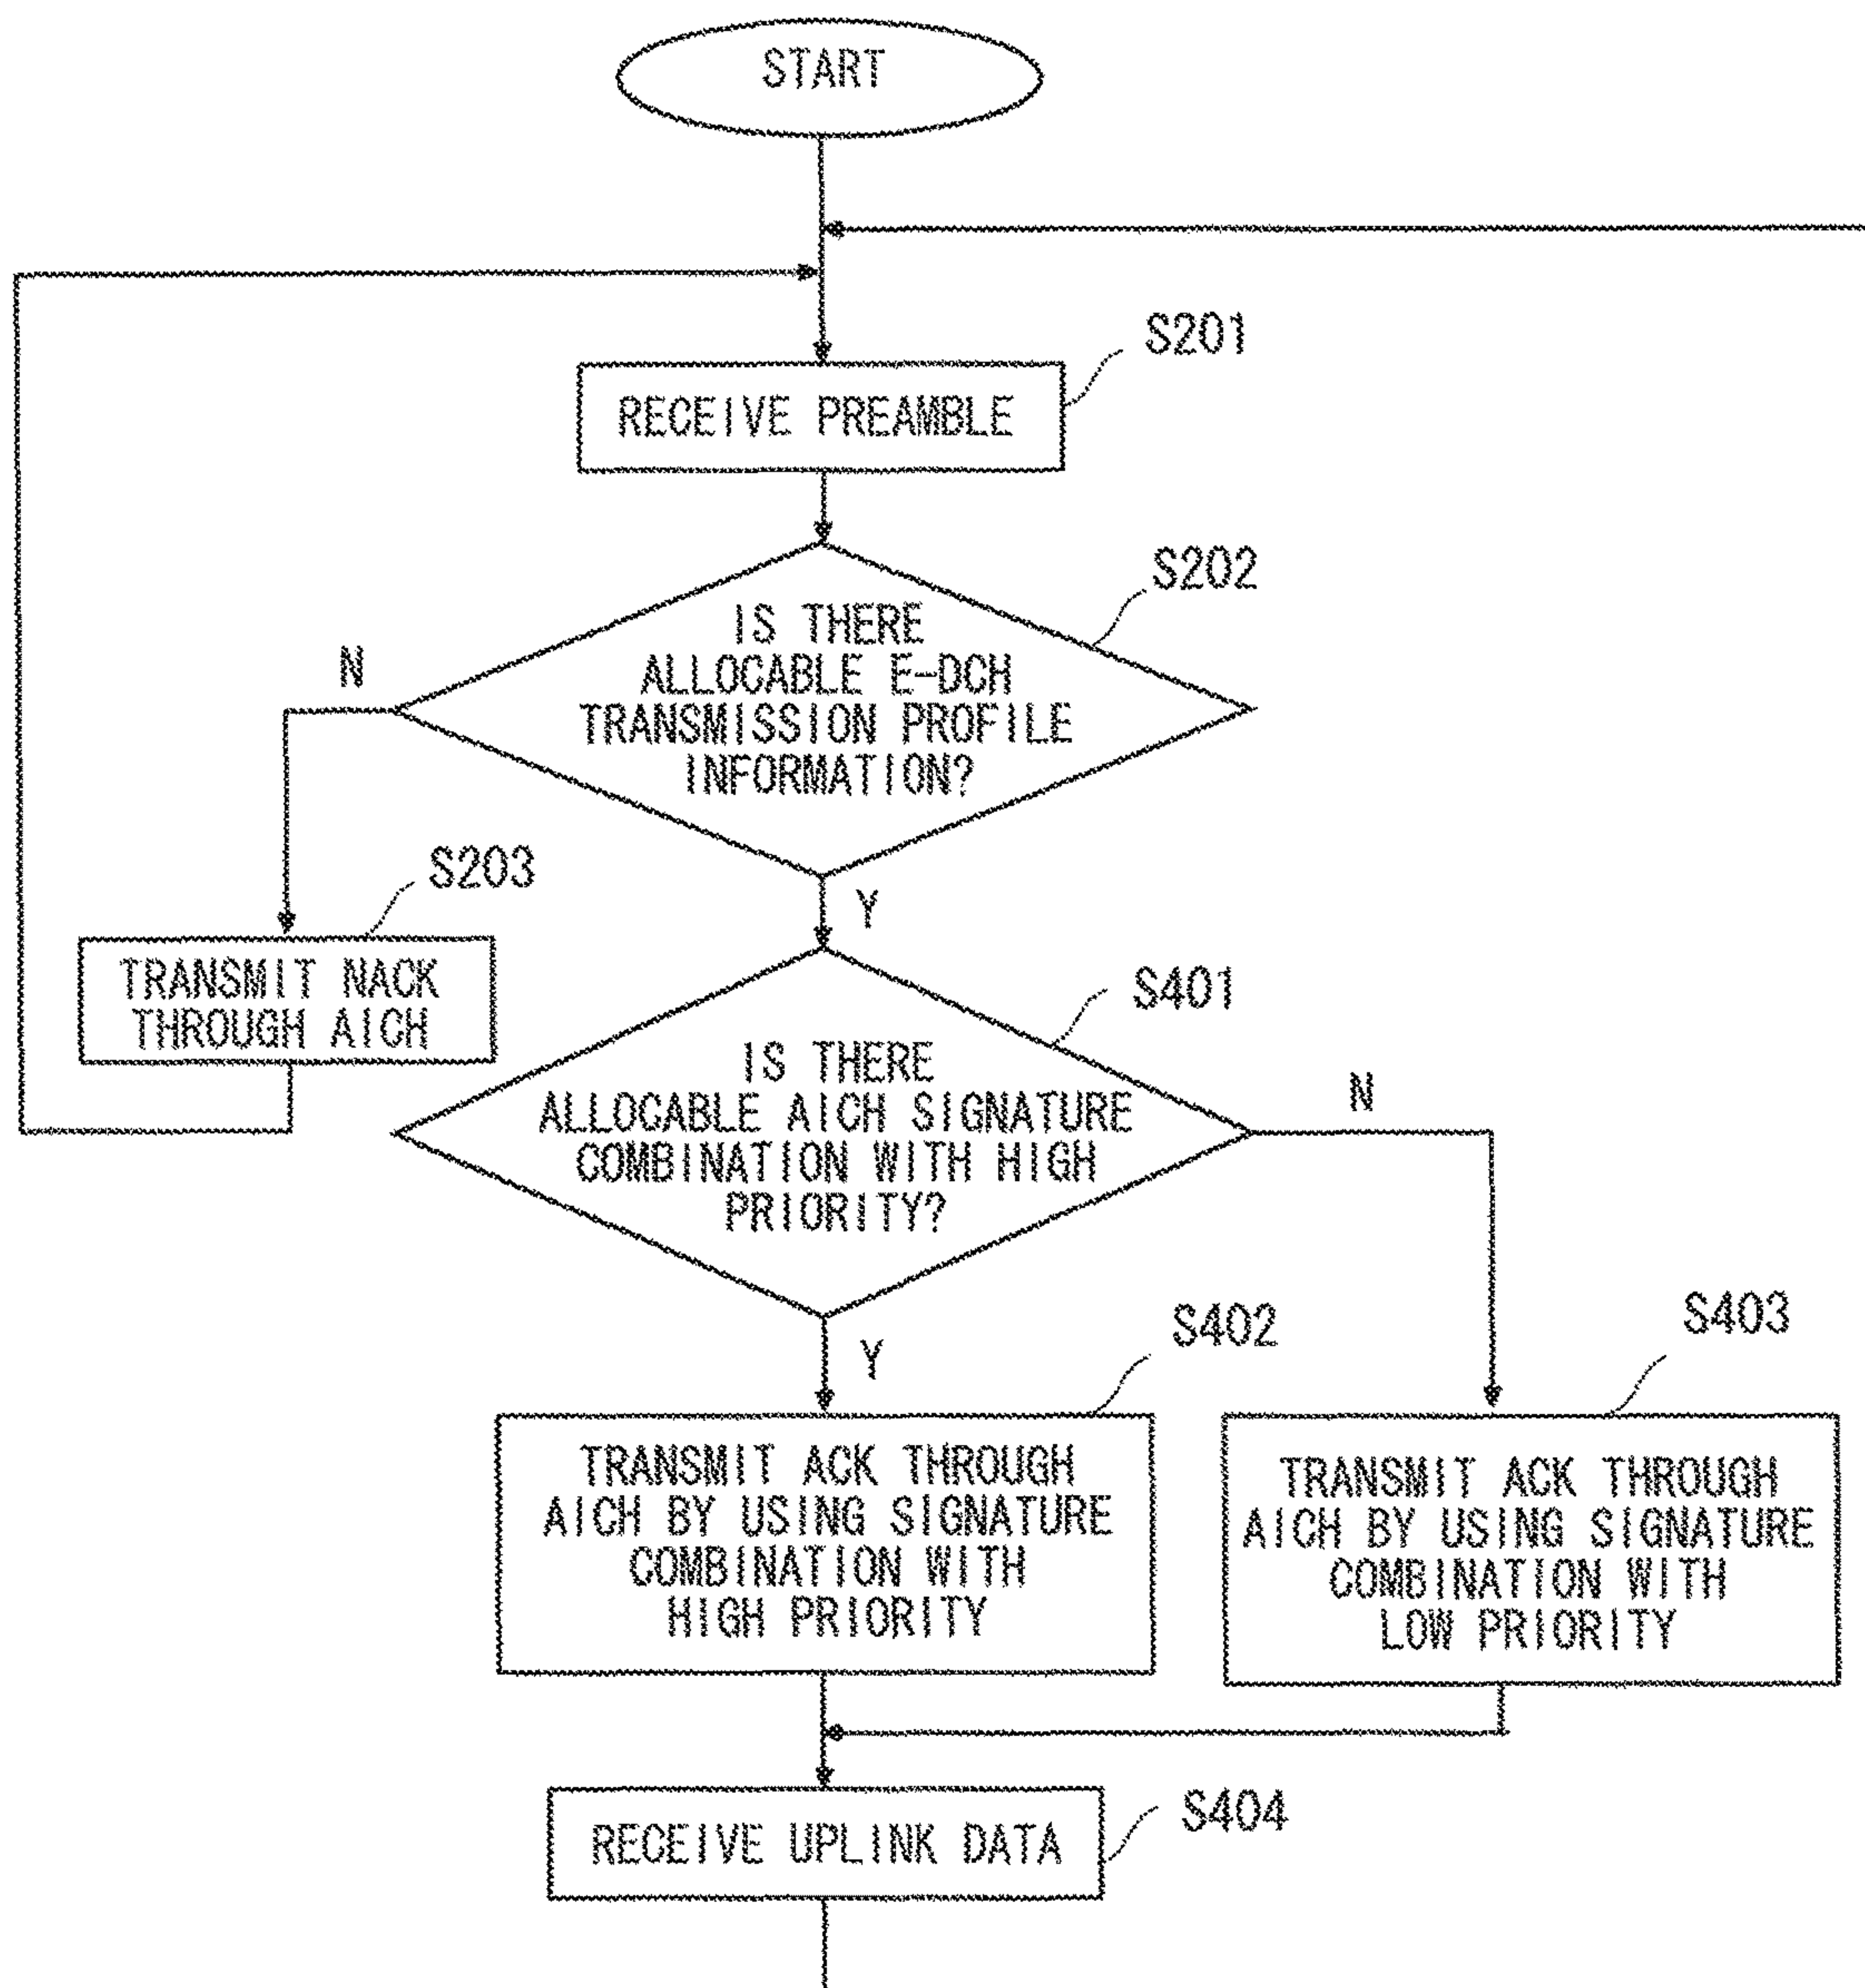 START
S201
RECEIVE PREAMBLE
S202
IS THERE
ALLOCABLE E-DCH
TRANSMISSION PROFILE
INFORMATION?
N
Y
S203
TRANSMIT NACK
THROUGH AICH
S401
IS THERE
ALLOCABLE AICH SIGNATURE
COMBINATION WITH HIGH
PRIORITY?
N
Y
S402
TRANSMIT ACK THROUGH
AICH BY USING SIGNATURE
COMBINATION WITH
HIGH PRIORITY
S403
TRANSMIT ACK THROUGH
AICH BY USING SIGNATURE
COMBINATION WITH
LOW PRIORITY
S404
RECEIVE UPLINK DATA